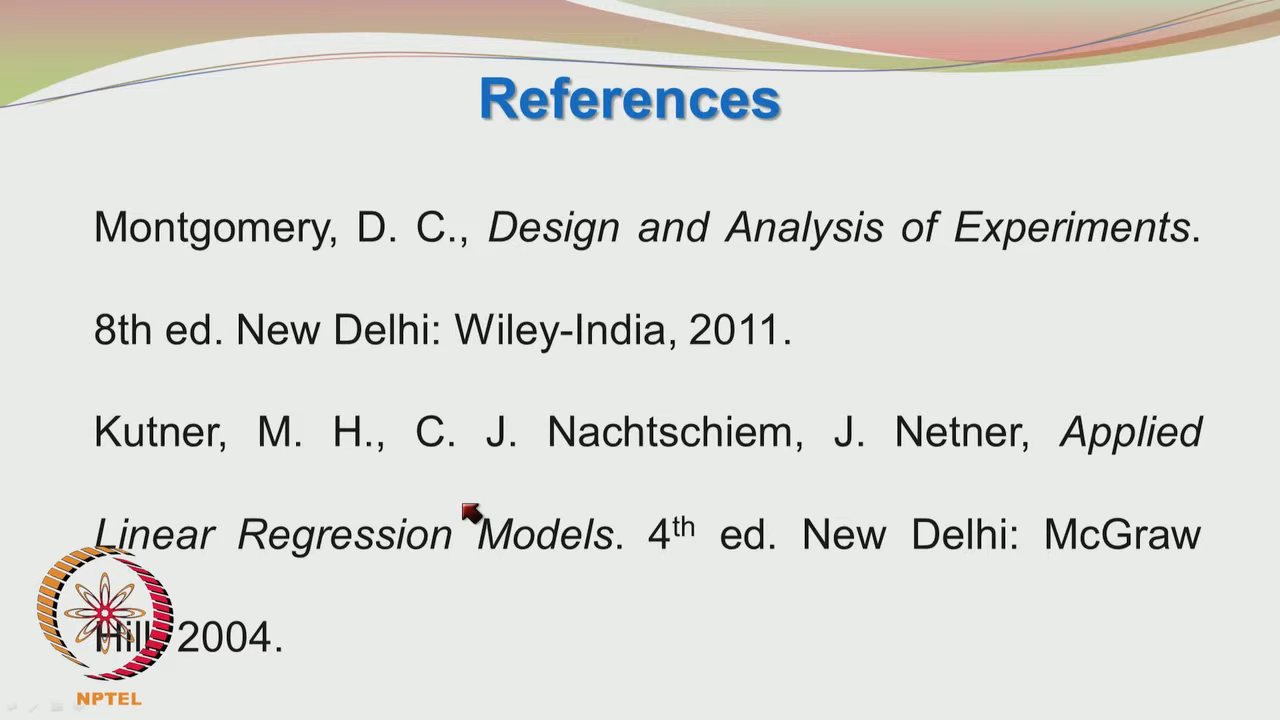 References
Montgomery, D. C., Design and Analysis of Experiments.
8th ed. New Delhi: Wiley-India, 2011.
Kutner, M. H., C. J. Nachtschiem, J. Netner, Applied
Linear Regression Models. 4th ed. New Delhi: McGraw
Hill, 2004.
NPTEL